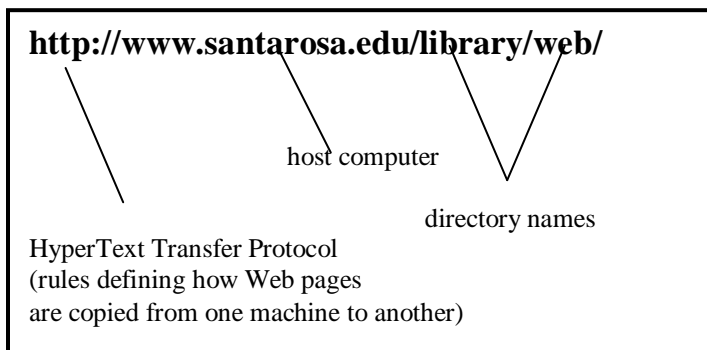 http://www.santarosa.edu/library/web/
host computer
directory names
HyperText Transfer Protocol
(rules defining how Web pages
are copied from one machine to another)